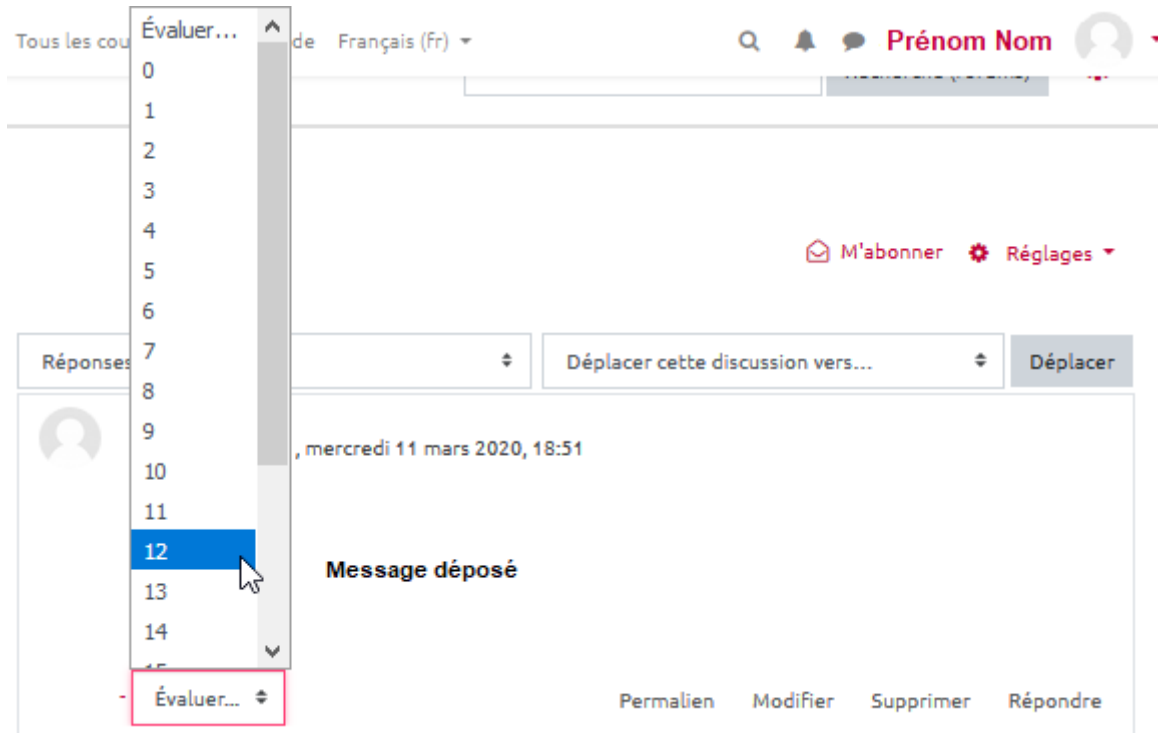 Tous les cou
de Français (fr)
Prénom Nom
Évaluer...
0
1
2
3
4
5
6
7
8
9
10
11
12
13
14
M'abonner Réglages
Réponses
Déplacer cette discussion vers...
Déplacer
, mercredi 11 mars 2020, 18:51
Message déposé
Évaluer...
Permalien Modifier Supprimer Répondre